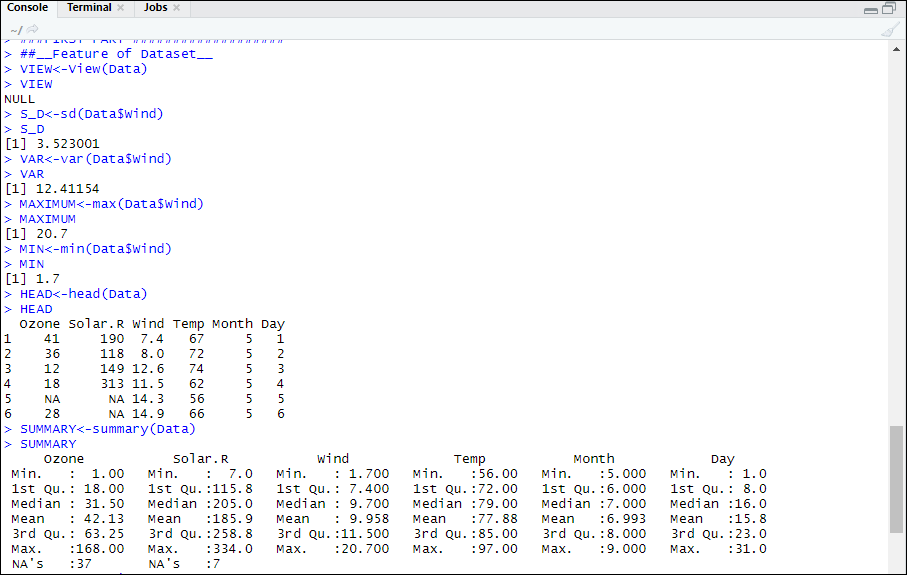 Console Terminal × Jobs ×
~/
> ###FIRST PART ###################
> ##__Feature of Dataset__
> VIEW<-View(Data)
> VIEW
NULL
> S_D<-sd(Data$Wind)
> S_D
[1] 3.523001
> VAR<-var(Data$Wind)
> VAR
[1] 12.41154
> MAXIMUM<-max(Data$Wind)
> MAXIMUM
[1] 20.7
> MIN<-min(Data$Wind)
> MIN
[1] 1.7
> HEAD<-head(Data)
> HEAD
  Ozone Solar.R Wind Temp Month Day
1    41     190  7.4   67     5   1
2    36     118  8.0   72     5   2
3    12     149 12.6   74     5   3
4    18     313 11.5   62     5   4
5    NA      NA 14.3   56     5   5
6    28      NA 14.9   66     5   6
> SUMMARY<-summary(Data)
> SUMMARY
     Ozone           Solar.R           Wind             Temp           Month            Day
 Min.   :  1.00   Min.   :  7.0   Min.   : 1.700   Min.   :56.00   Min.   :5.000   Min.   : 1.0
 1st Qu.: 18.00   1st Qu.:115.8   1st Qu.: 7.400   1st Qu.:72.00   1st Qu.:6.000   1st Qu.: 8.0
 Median : 31.50   Median :205.0   Median : 9.700   Median :79.00   Median :7.000   Median :16.0
 Mean   : 42.13   Mean   :185.9   Mean   : 9.958   Mean   :77.88   Mean   :6.993   Mean   :15.8
 3rd Qu.: 63.25   3rd Qu.:258.8   3rd Qu.:11.500   3rd Qu.:85.00   3rd Qu.:8.000   3rd Qu.:23.0
 Max.   :168.00   Max.   :334.0   Max.   :20.700   Max.   :97.00   Max.   :9.000   Max.   :31.0
 NA's   :37       NA's   :7